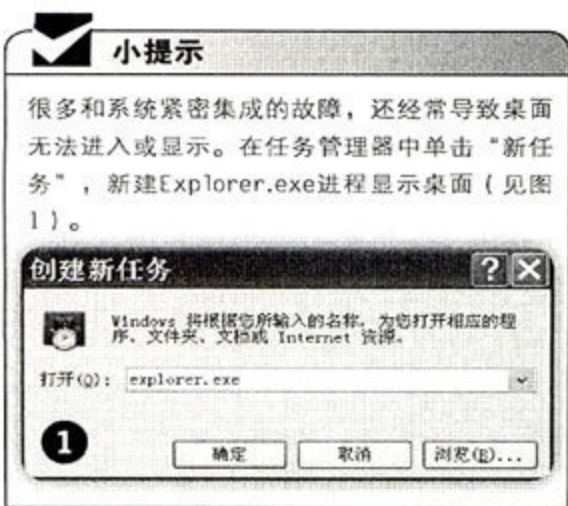 小提示
很多和系统紧密集成的故障，还经常导致桌面
无法进入或显示。在任务管理器中单击“新任
务”，新建Explorer.exe进程显示桌面（见图
1）。
创建新任务
Windows 将根据您所输入的名称，为您打开相应的程
序、文件夹、文档或 Internet 资源。
打开(O): explorer.exe
1
确定 取消 浏览(B)...